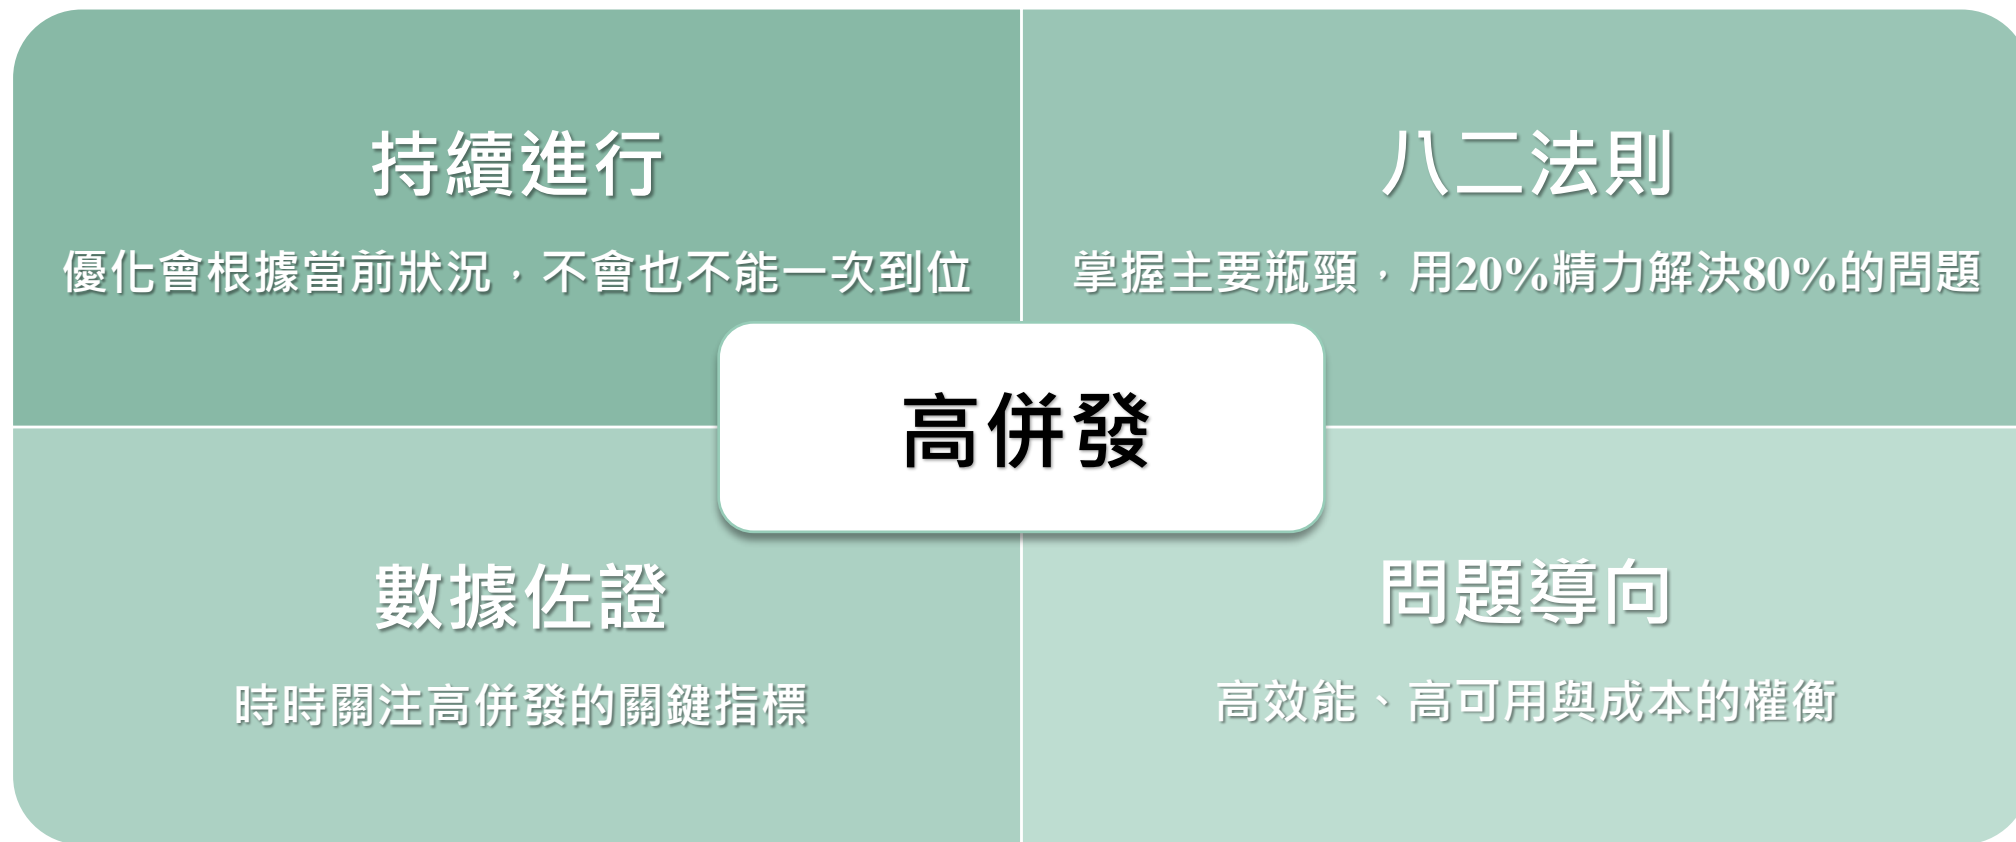 持續進行
優化會根據當前狀況，不會也不能一次到位
八二法則
掌握主要瓶頸，用20%精力解決80%的問題
高併發
數據佐證
時時關注高併發的關鍵指標
問題導向
高效能、高可用與成本的權衡